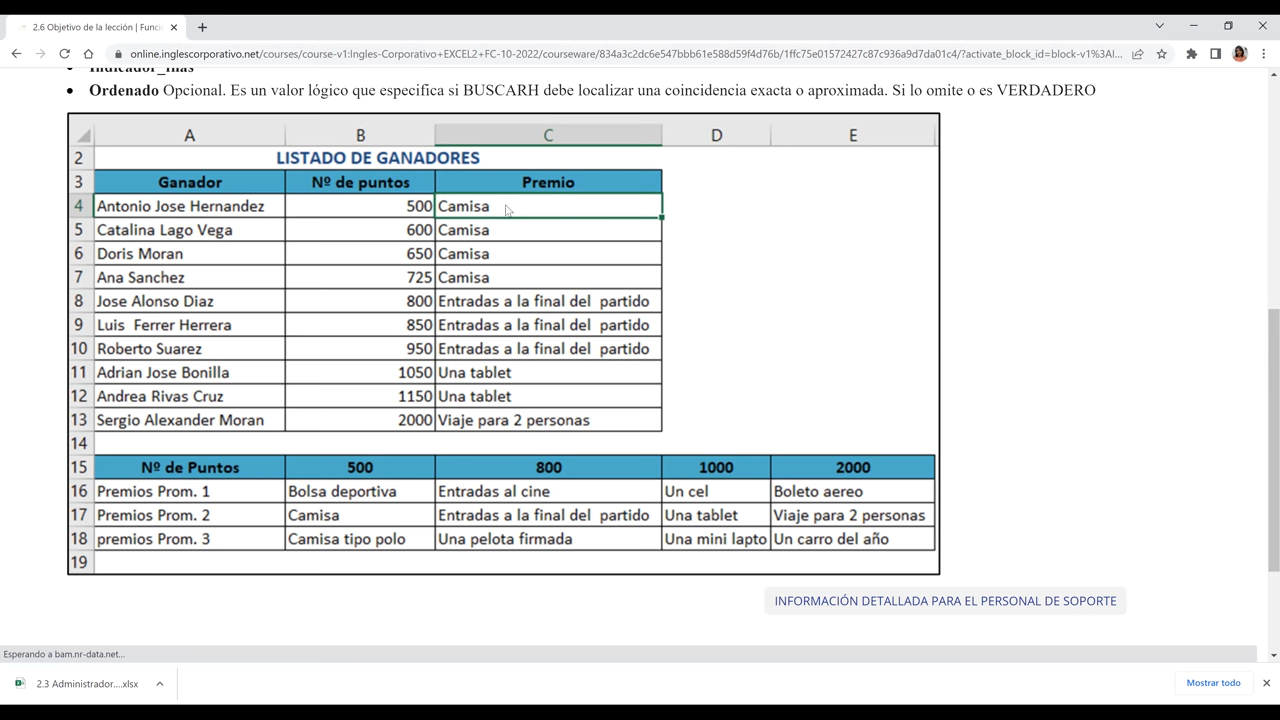 2.6 Objetivo de la lección | Funci
online.inglescorporativo.net/courses/course-v1:Ingles-Corporativo+EXCEL2+FC-10-2022/courseware/834a3c2dc6e547bbb61e588d59f4d76b/1ffc75e01572427c87c936a9d7da01c4/?activate_block_id=block-v1%3AI...
Indicador_filas
Ordenado Opcional. Es un valor lógico que especifica si BUSCARH debe localizar una coincidencia exacta o aproximada. Si lo omite o es VERDADERO
A B C D E
2 LISTADO DE GANADORES
3 Ganador Nº de puntos Premio
4 Antonio Jose Hernandez 500 Camisa
5 Catalina Lago Vega 600 Camisa
6 Doris Moran 650 Camisa
7 Ana Sanchez 725 Camisa
8 Jose Alonso Diaz 800 Entradas a la final del partido
9 Luis Ferrer Herrera 850 Entradas a la final del partido
10 Roberto Suarez 950 Entradas a la final del partido
11 Adrian Jose Bonilla 1050 Una tablet
12 Andrea Rivas Cruz 1150 Una tablet
13 Sergio Alexander Moran 2000 Viaje para 2 personas
14
15 Nº de Puntos 500 800 1000 2000
16 Premios Prom. 1 Bolsa deportiva Entradas al cine Un cel Boleto aereo
17 Premios Prom. 2 Camisa Entradas a la final del partido Una tablet Viaje para 2 personas
18 premios Prom. 3 Camisa tipo polo Una pelota firmada Una mini lapto Un carro del año
19
INFORMACIÓN DETALLADA PARA EL PERSONAL DE SOPORTE
Esperando a bam.nr-data.net...
2.3 Administrador....xlsx
Mostrar todo